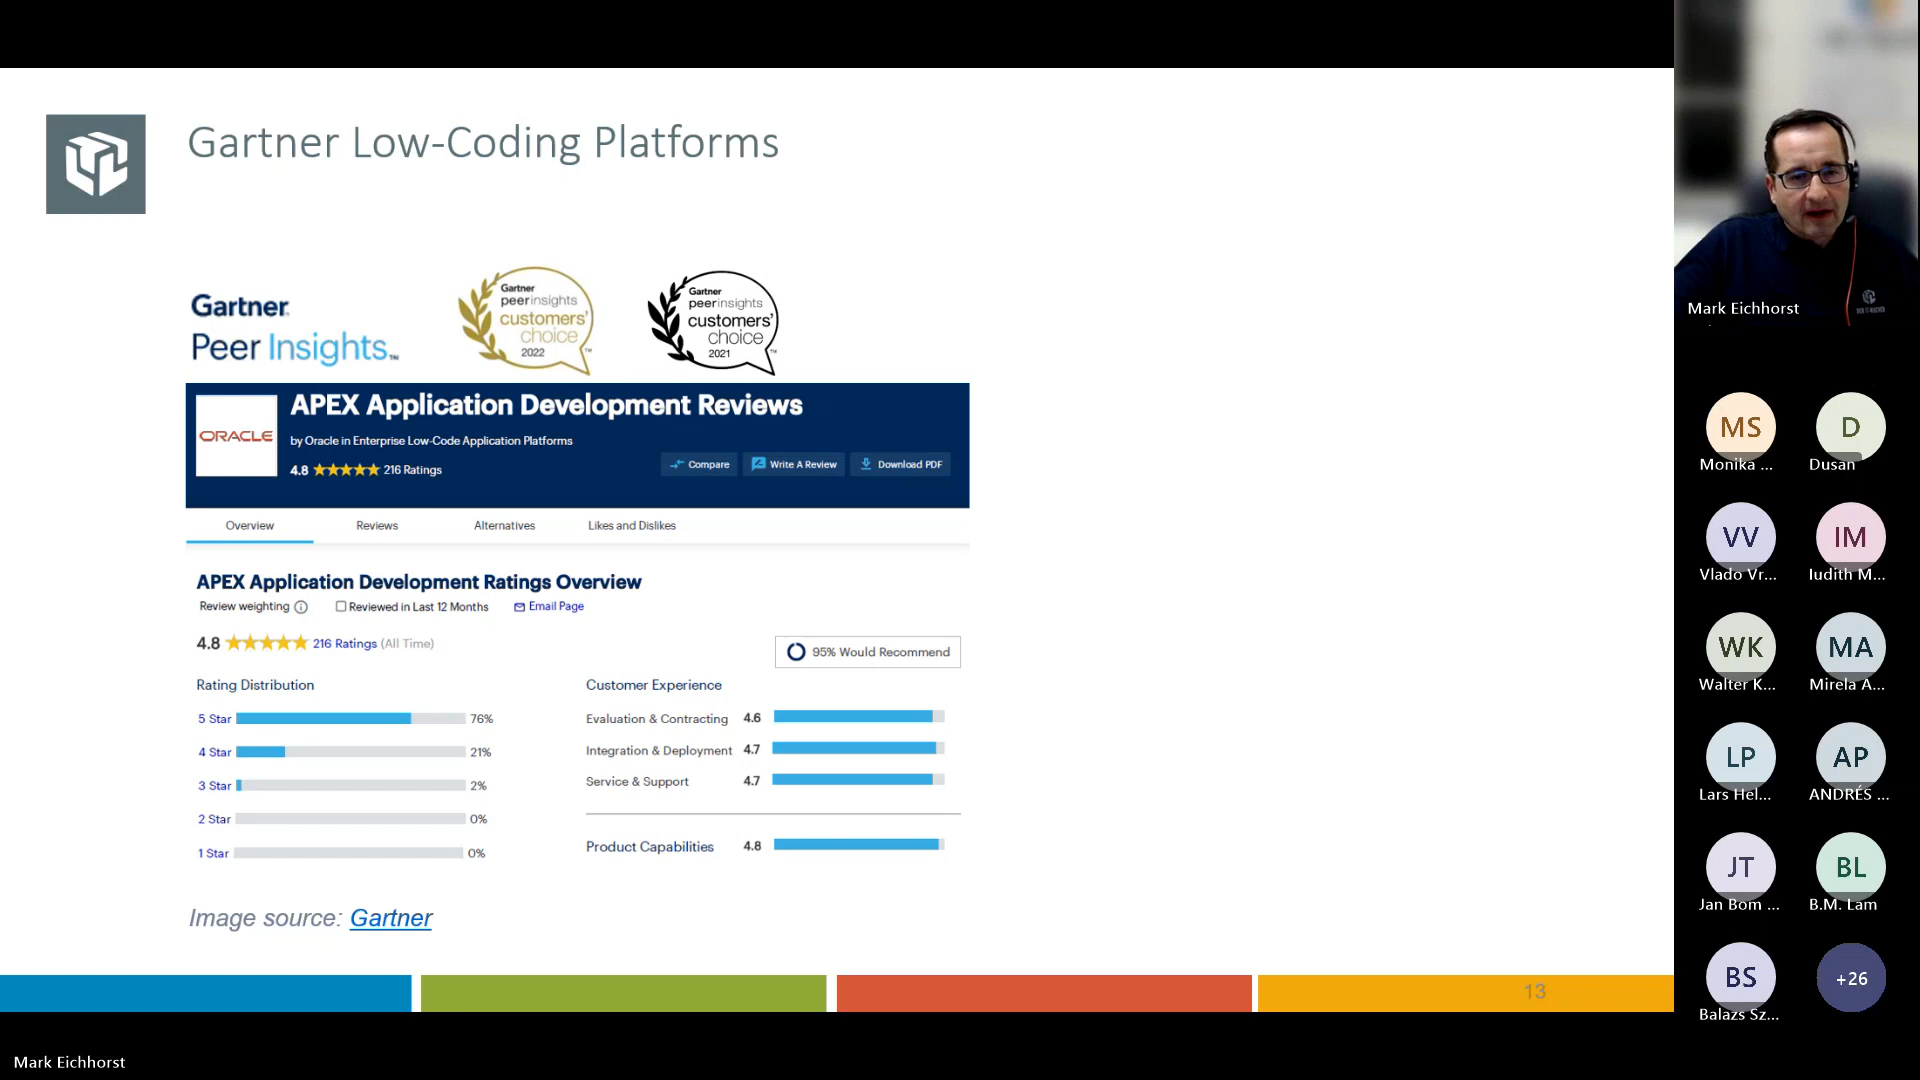 Gartner Low-Coding Platforms
Gartner
Peer Insights™
Gartner
peerinsights
customers'
choice
2022
Gartner
peerinsights
customers'
choice
2021
ORACLE
APEX Application Development Reviews
by Oracle in Enterprise Low-Code Application Platforms
4.8 216 Ratings
Compare
Write A Review
Download PDF
Overview
Reviews
Alternatives
Likes and Dislikes
APEX Application Development Ratings Overview
Review weighting
Reviewed in Last 12 Months
Email Page
4.8 216 Ratings (All Time)
95% Would Recommend
Rating Distribution
5 Star 76%
4 Star 21%
3 Star 2%
2 Star 0%
1 Star 0%
Customer Experience
Evaluation & Contracting 4.6
Integration & Deployment 4.7
Service & Support 4.7
Product Capabilities 4.8
Image source: Gartner
13
Mark Eichhorst
Mark Eichhorst
MS
Monika ...
D
Dusan
VV
Vlado Vr...
IM
Iudith M...
WK
Walter K...
MA
Mirela A...
LP
Lars Hel...
AP
ANDRÉS ...
JT
Jan Bom ...
BL
B.M. Lam
BS
Balazs Sz...
+26